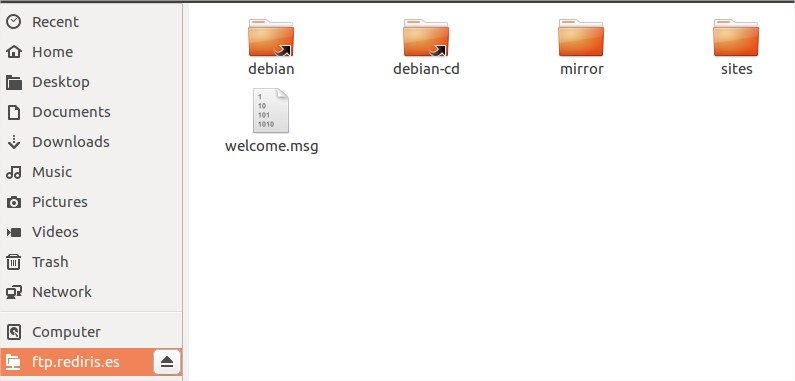 Recent
Home
Desktop
Documents
Downloads
Music
Pictures
Videos
Trash
Network
Computer
ftp.rediris.es
debian
debian-cd
mirror
sites
1
10
101
1010
welcome.msg